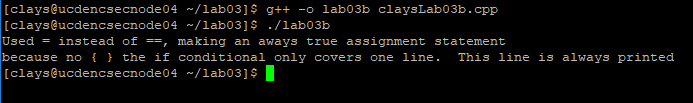 [clays@ucdencsecnode04 ~/lab03]$ g++ -o lab03b claysLab03b.cpp
[clays@ucdencsecnode04 ~/lab03]$ ./lab03b
Used = instead of ==, making an aways true assignment statement
because no { } the if conditional only covers one line.  This line is always printed
[clays@ucdencsecnode04 ~/lab03]$